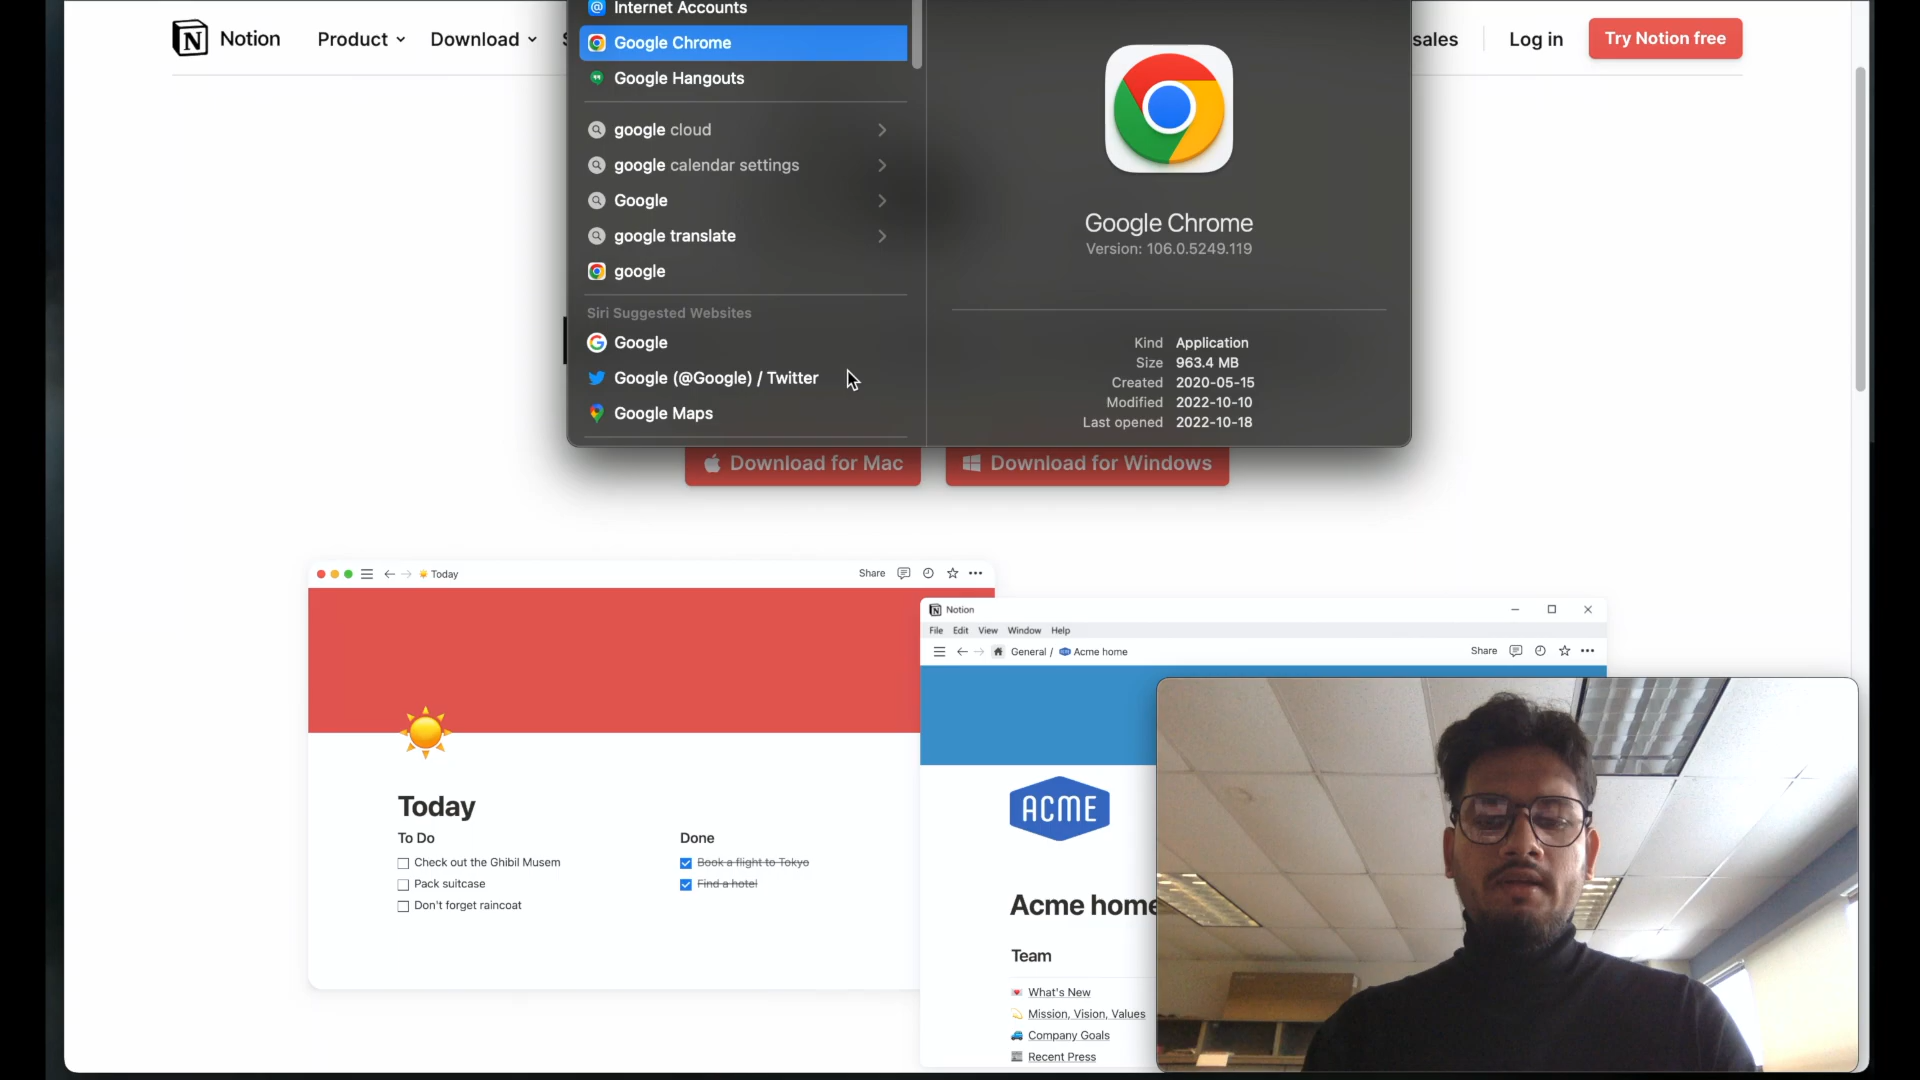 Notion
Product
Download
sales
Log in
Try Notion free
Internet Accounts
Google Chrome
Google Hangouts
google cloud
google calendar settings
Google
google translate
google
Siri Suggested Websites
Google
Google (@Google) / Twitter
Google Maps
Google Chrome
Version: 106.0.5249.119
Kind Application
Size 963.4 MB
Created 2020-05-15
Modified 2022-10-10
Last opened 2022-10-18
Download for Mac
Download for Windows
Today
Share
Today
To Do
Check out the Ghibil Musem
Pack suitcase
Don't forget raincoat
Done
Book a flight to Tokyo
Find a hotel
Notion
File Edit View Window Help
General / Acme home
Share
ACME
Acme home
Team
What's New
Mission, Vision, Values
Company Goals
Recent Press